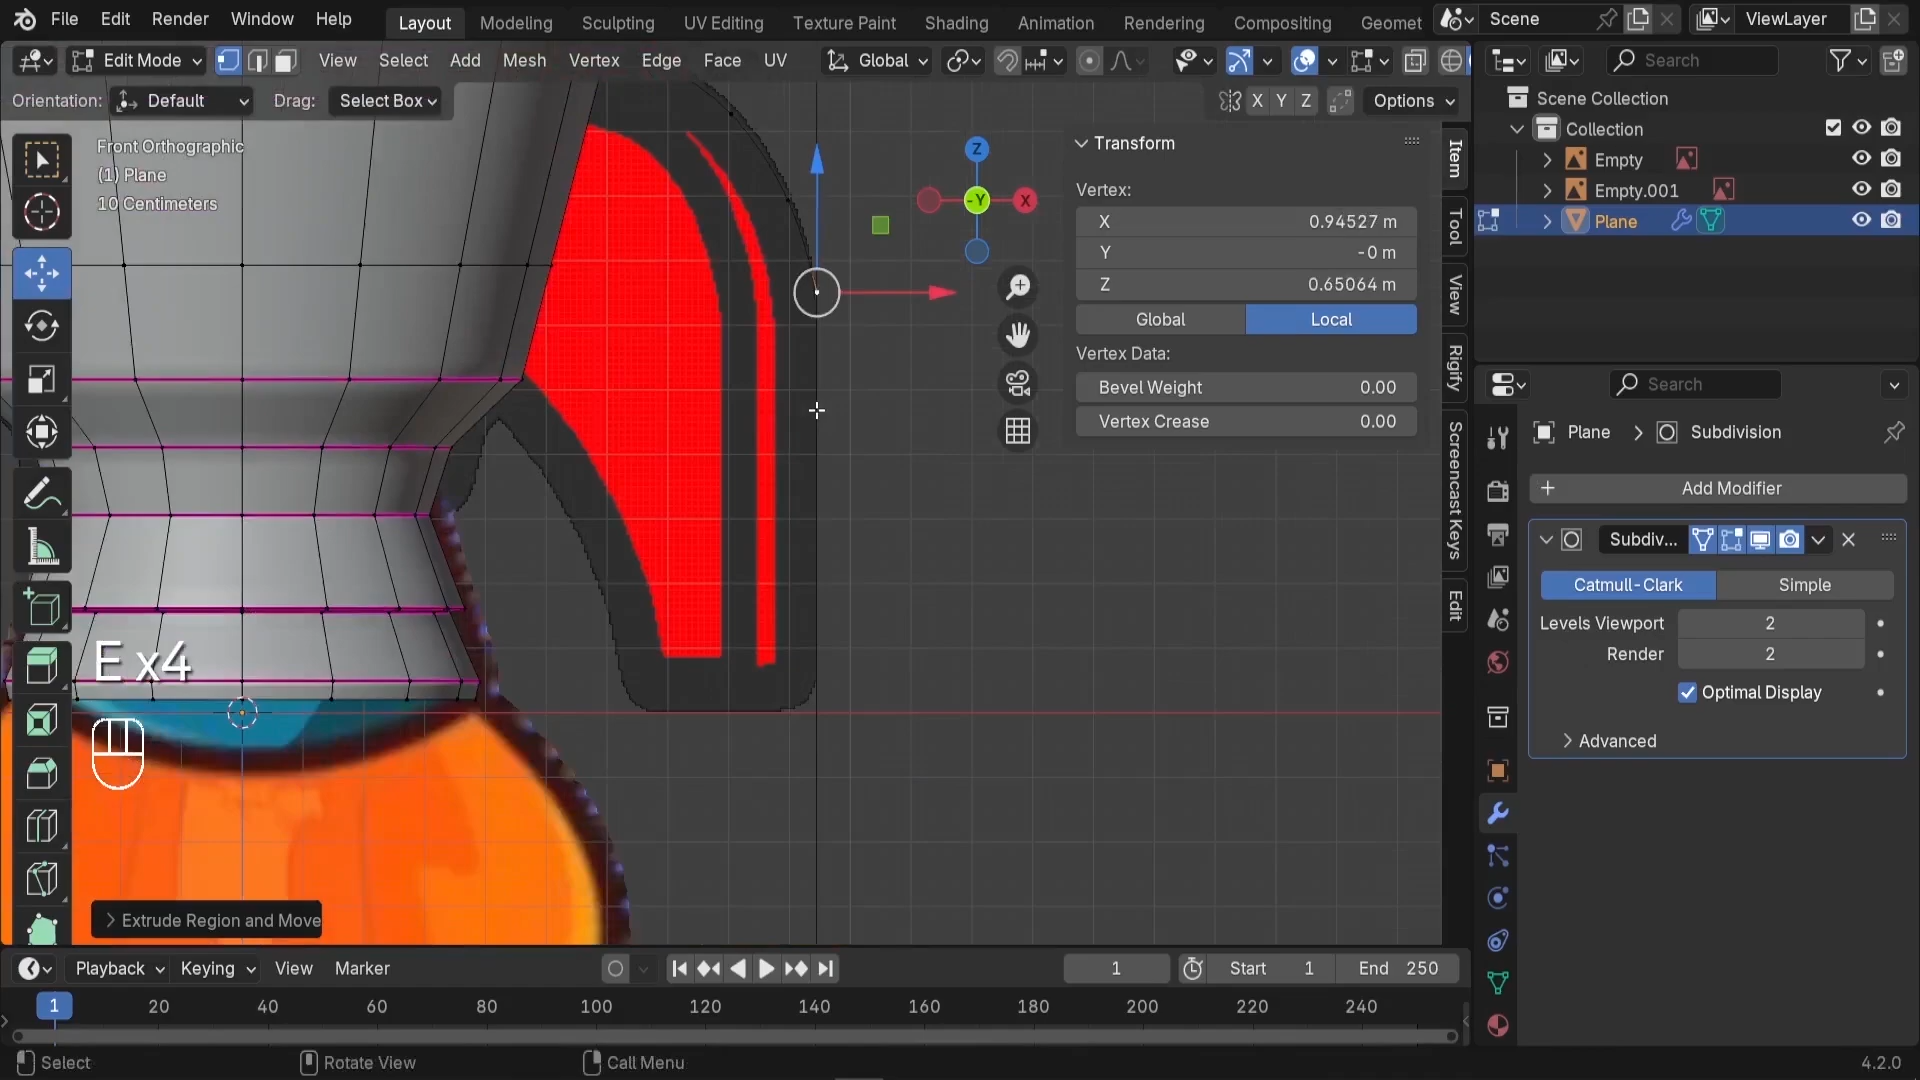 File Edit Render Window Help Layout Modeling Sculpting UV Editing Texture Paint Shading Animation Rendering Compositing Geomet Scene ViewLayer
Edit Mode View Select Add Mesh Vertex Edge Face UV Global Search
Orientation: Default Drag: Select Box X Y Z Options
Scene Collection
Collection
Empty
Empty.001
Plane
Front Orthographic
(1) Plane
10 Centimeters
Z
-Y
X
Transform
Vertex:
X 0.94527 m
Y -0 m
Z 0.65064 m
Global Local
Vertex Data:
Bevel Weight 0.00
Vertex Crease 0.00
Item
Tool
View
Rigify
Screencast Keys
Edit
Search
Plane Subdivision
Add Modifier
Subdiv...
Catmull-Clark Simple
Levels Viewport 2
Render 2
Optimal Display
Advanced
E x4
Extrude Region and Move
Playback Keying View Marker 1 Start 1 End 250
1 20 40 60 80 100 120 140 160 180 200 220 240
Select Rotate View Call Menu 4.2.0